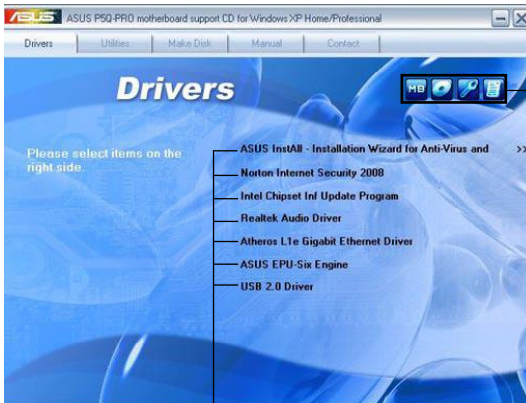 ASUS ASUS P5Q-PRO motherboard support CD for Windows XP Home/Professional
Drivers Utilities Make Disk Manual Contact
Drivers
MB
Please select items on the
right side.
ASUS InstAll - Installation Wizard for Anti-Virus and >>
Norton Internet Security 2008
Intel Chipset Inf Update Program
Realtek Audio Driver
Atheros L1e Gigabit Ethernet Driver
ASUS EPU-Six Engine
USB 2.0 Driver